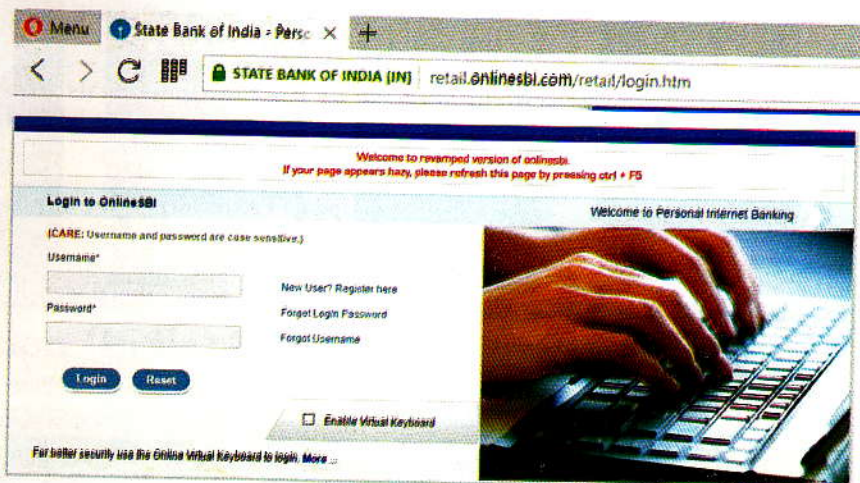 Menu State Bank of India - Persc
STATE BANK OF INDIA (IN) retail.onlinesbi.com/retail/login.htm
Welcome to revamped version of onlinesbi.
If your page appears hazy, please refresh this page by pressing ctrl + F5
Login to OnlineSBI
Welcome to Personal Internet Banking
(CARE: Username and password are case sensitive.)
Username*
New User? Register here
Password*
Forgot Login Password
Forgot Username
Login Reset
Enable Virtual Keyboard
For better security use the Online Virtual Keyboard to login. More ...